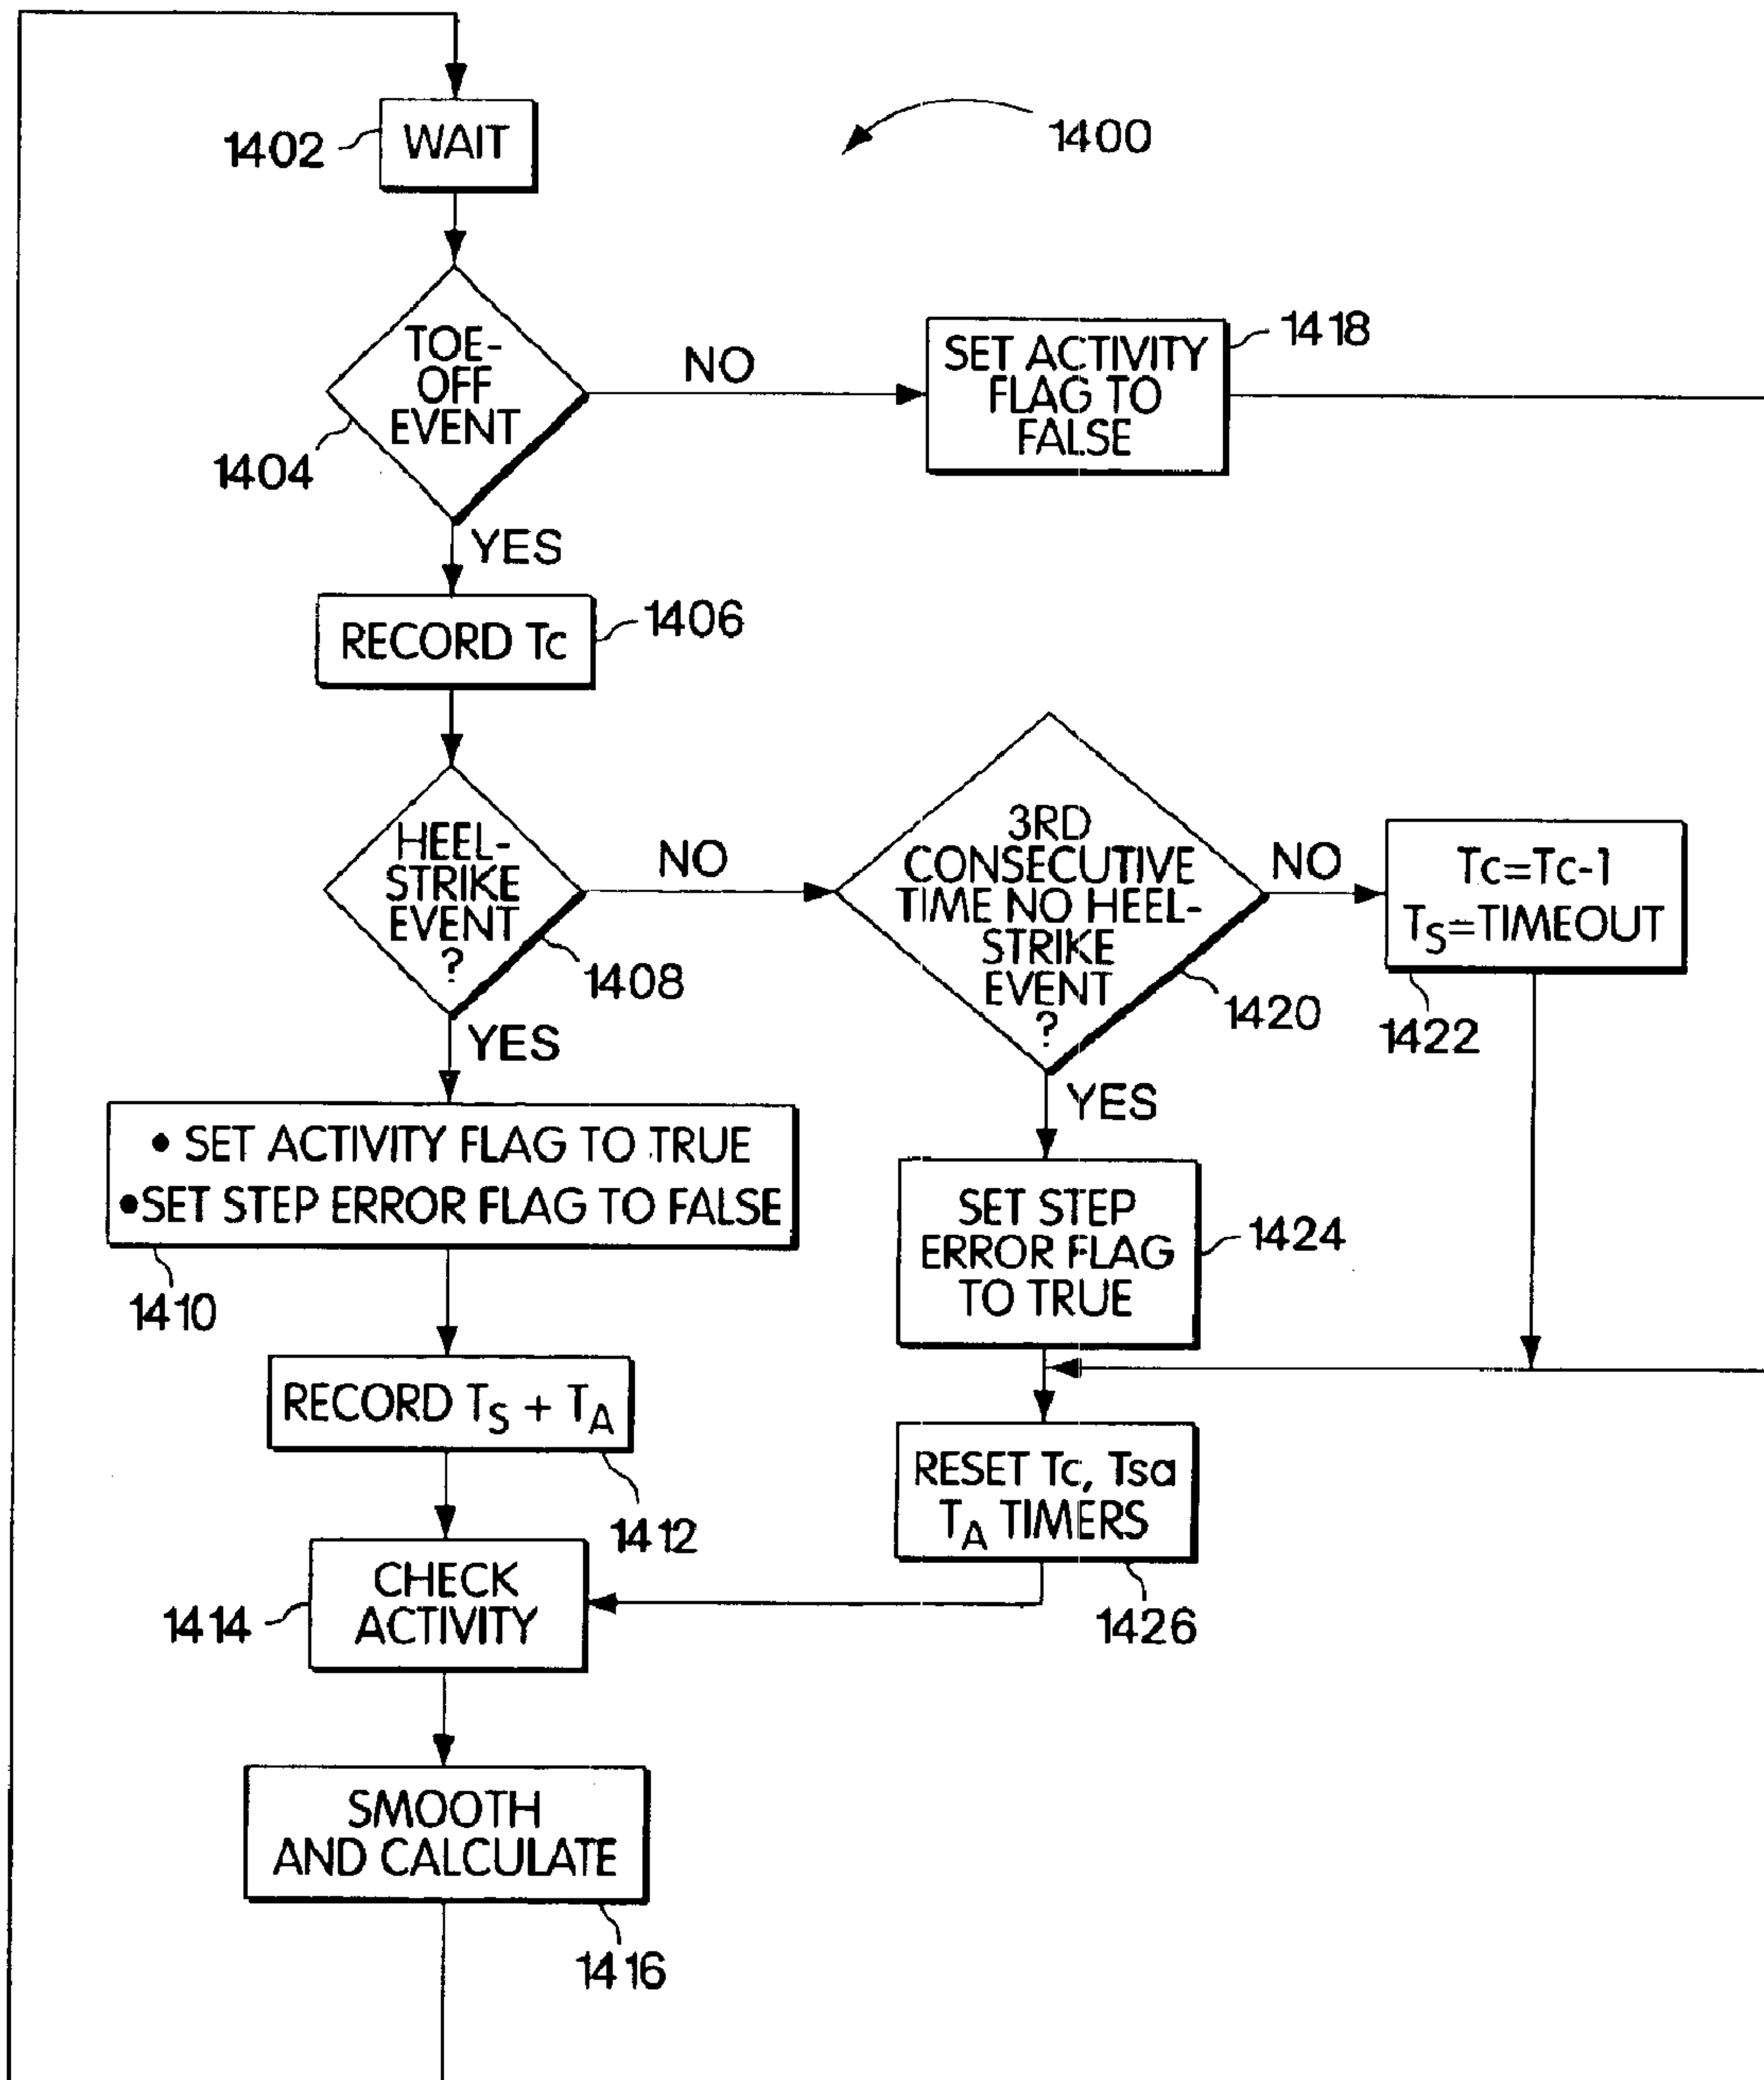 1400
1402
WAIT
TOE-
OFF
EVENT
1404
NO
SET ACTIVITY
FLAG TO
FALSE
1418
YES
RECORD Tc
1406
HEEL-
STRIKE
EVENT
?
1408
NO
3RD
CONSECUTIVE
TIME NO HEEL-
STRIKE
EVENT
?
1420
NO
Tc=Tc-1
TS=TIMEOUT
1422
YES
• SET ACTIVITY FLAG TO TRUE
•SET STEP ERROR FLAG TO FALSE
1410
YES
SET STEP
ERROR FLAG
TO TRUE
1424
RECORD TS + TA
1412
RESET Tc, Tsa
TA TIMERS
1426
CHECK
ACTIVITY
1414
SMOOTH
AND CALCULATE
1416